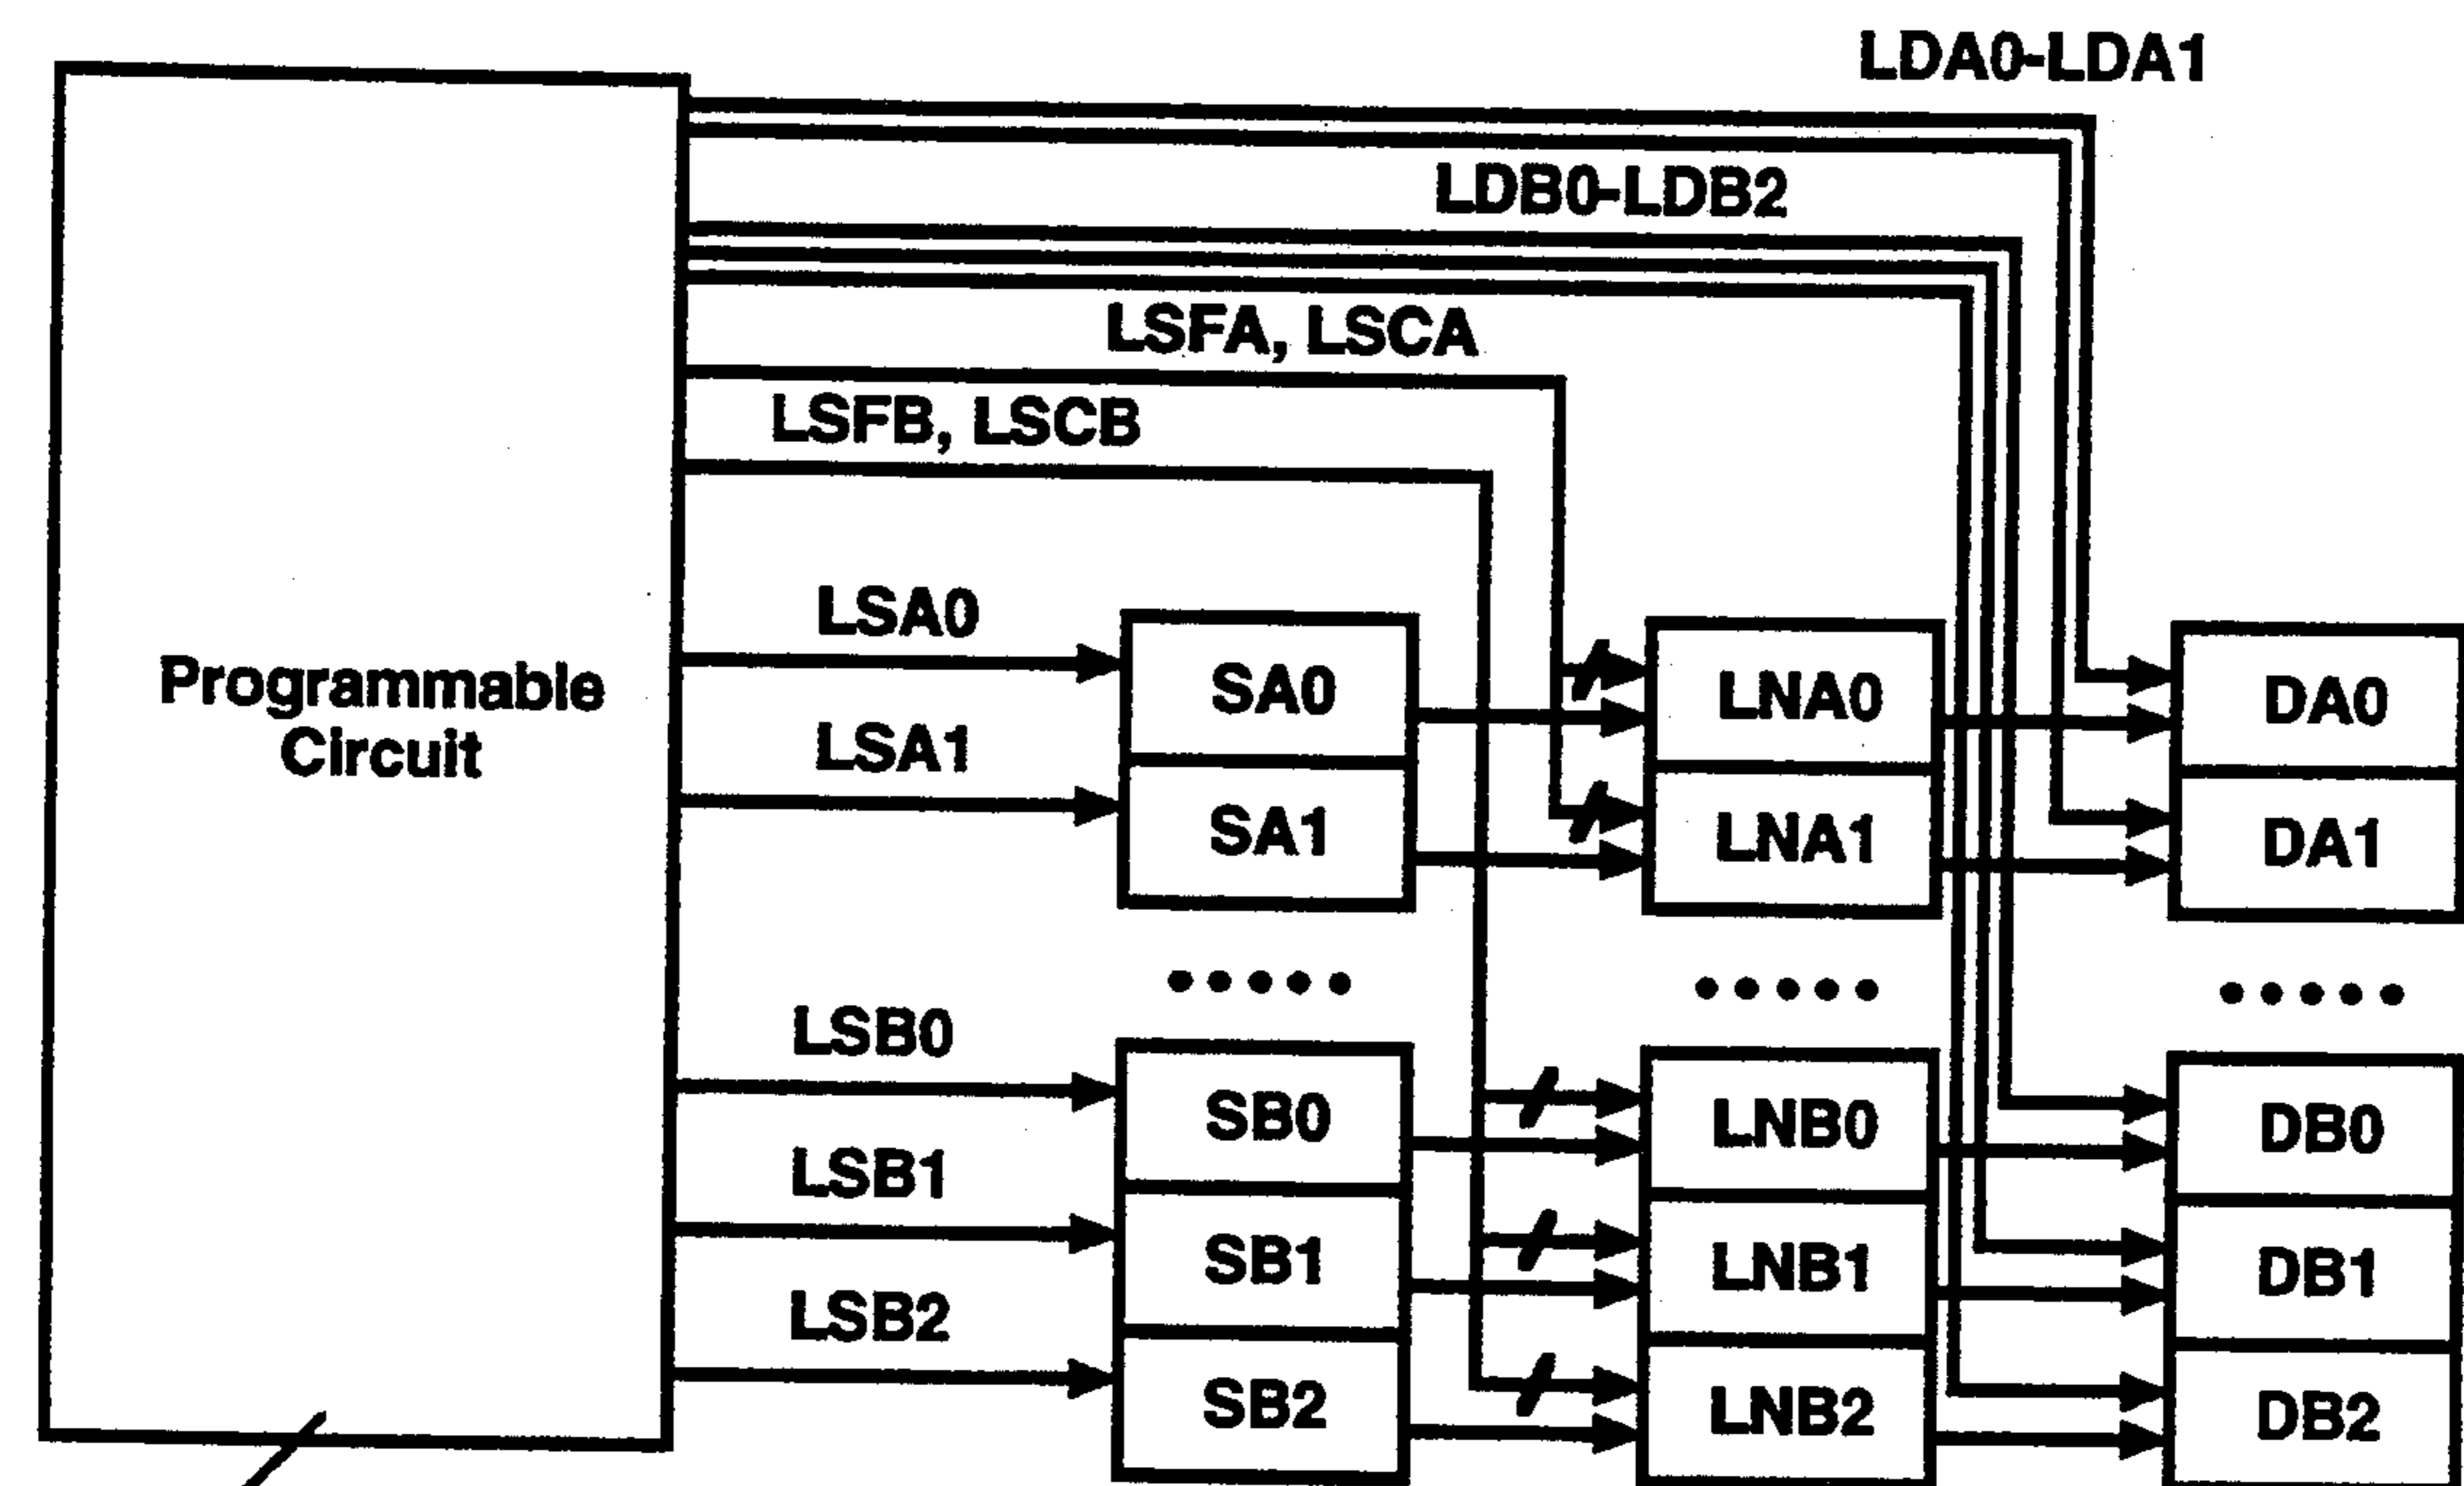 LDA0-LDA1
LDB0-LDB2
LSFA, LSCA
LSFB, LSCB
LSA0
Programmable
Circuit
SA0
LNA0
DA0
LSA1
SA1
LNA1
DA1
LSB0
SB0
LNB0
DB0
LSB1
SB1
LNB1
DB1
LSB2
SB2
LNB2
DB2